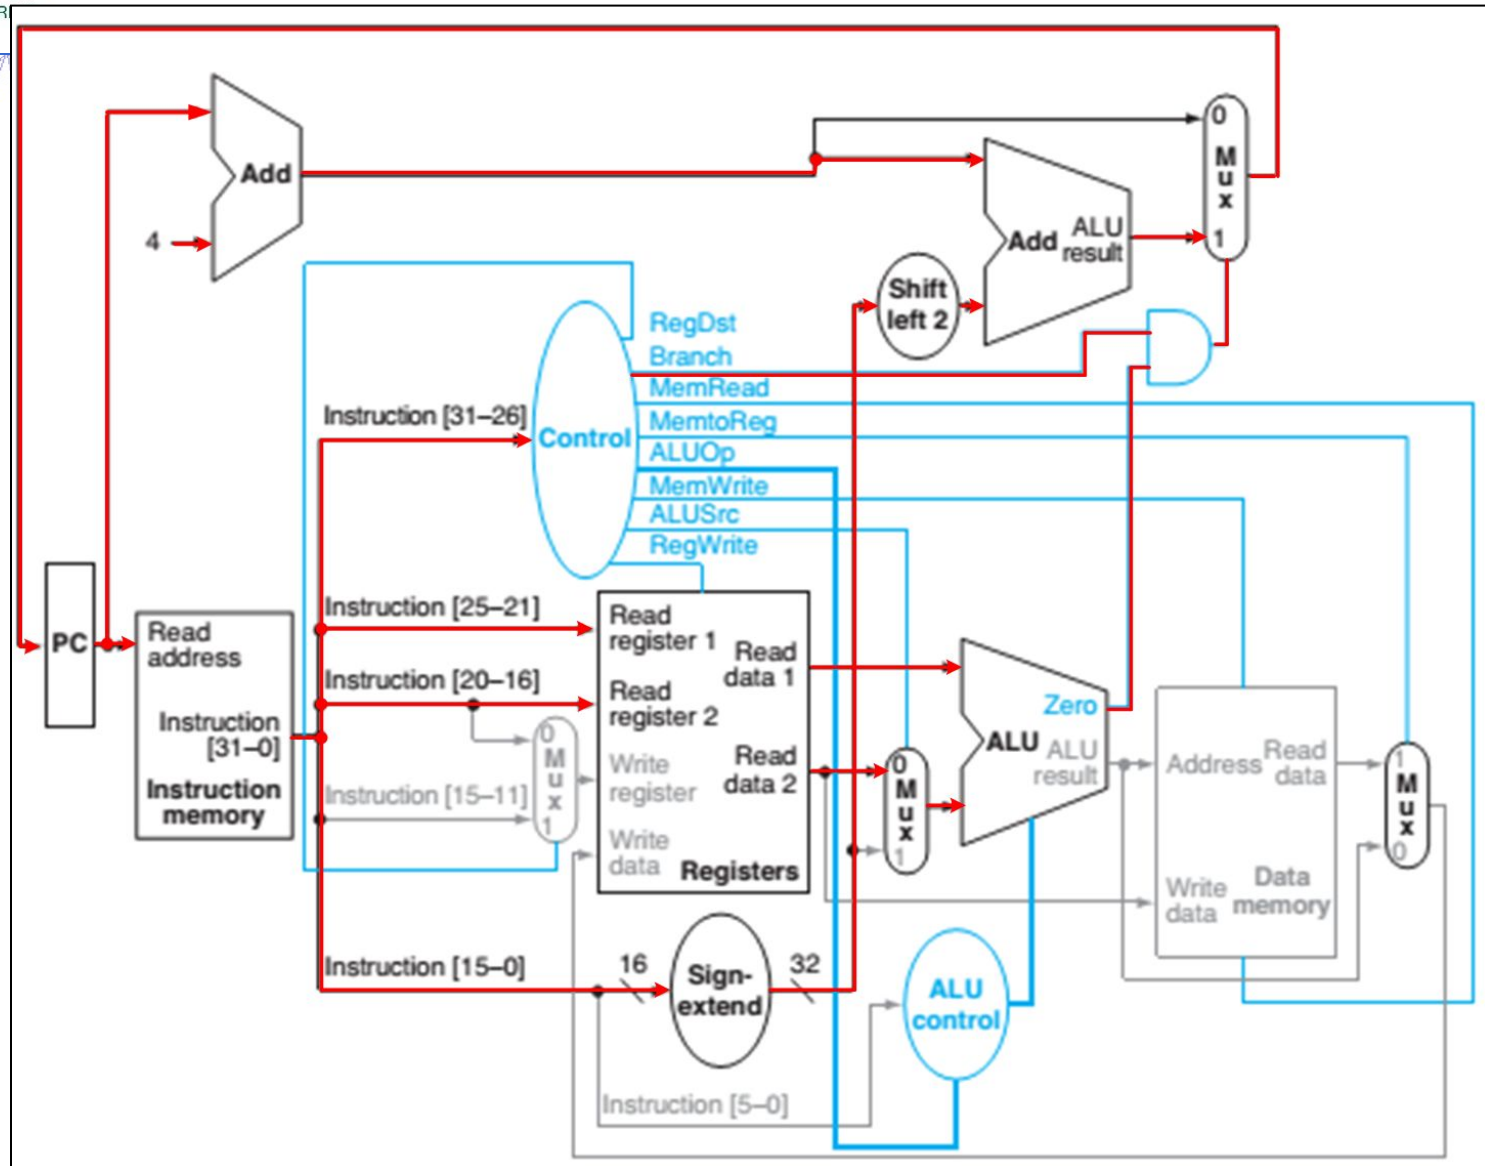 R
0
M
u
x
1
Add
4
Add
ALU
result
Shift
left 2
RegDst
Branch
MemRead
MemtoReg
ALUOp
MemWrite
ALUSrc
RegWrite
Control
Instruction [31–26]
Instruction [25–21]
Instruction [20–16]
Instruction [15–11]
Instruction [15–0]
Instruction [5–0]
PC
Read
address
Instruction
[31–0]
Instruction
memory
0
M
u
x
1
Read
register 1
Read
register 2
Write
register
Write
data
Read
data 1
Read
data 2
Registers
0
M
u
x
1
Zero
ALU
ALU
result
Address
Read
data
Write
data
Data
memory
1
M
u
x
0
16
Sign-
extend
32
ALU
control